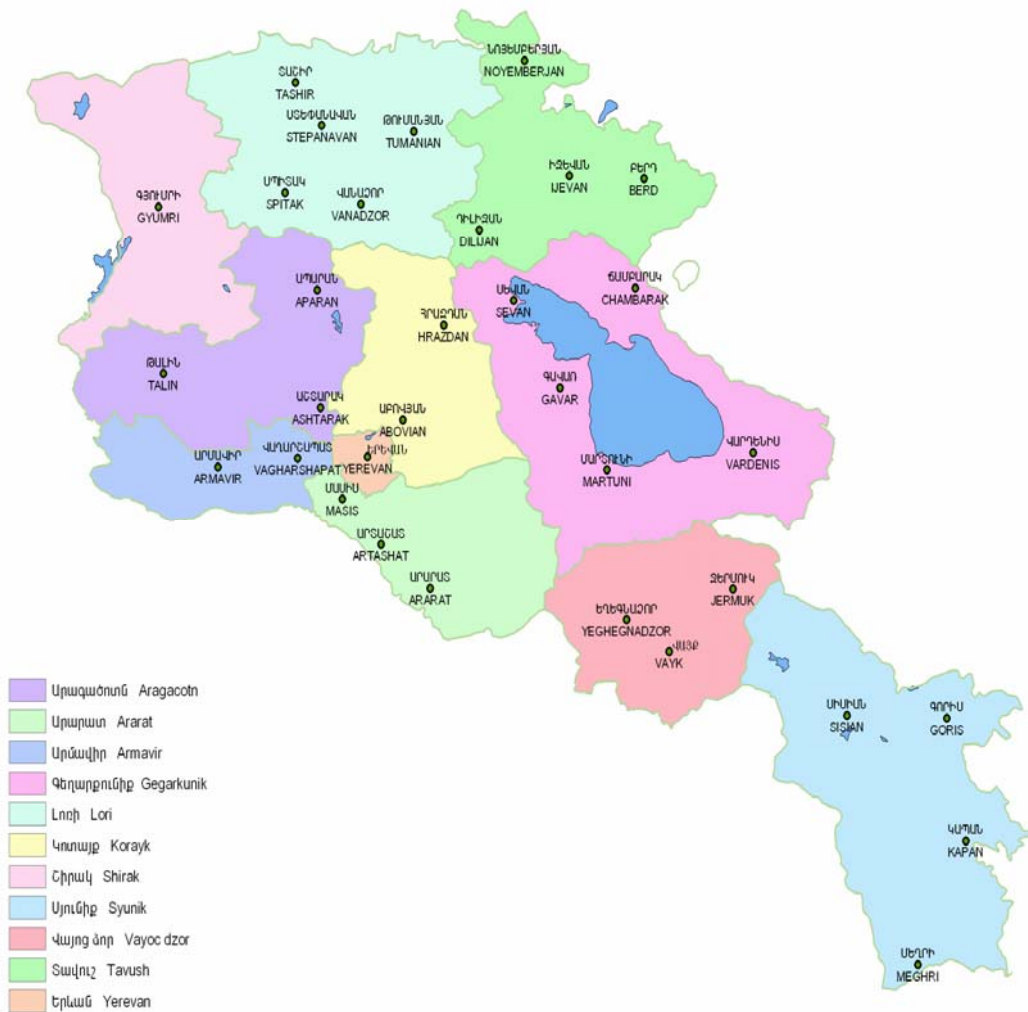 ՆՈՅԵՄԲԵՐՅԱՆ
NOYEMBERJAN
ՏԱՇԻՐ
TASHIR
ՍՏԵՓԱՆԱՎԱՆ
STEPANAVAN
ԹՈՒՄԱՆՅԱՆ
TUMANIAN
ԻՋԵՎԱՆ
IJEVAN
ԲԵՐԴ
BERD
ՍՊԻՏԱԿ
SPITAK
ՎԱՆԱՁՈՐ
VANADZOR
ԳՅՈՒՄՐԻ
GYUMRI
ԴԻԼԻՋԱՆ
DILIJAN
ԱՊԱՐԱՆ
APARAN
ՍԵՎԱՆ
SEVAN
ՃԱՄԲԱՐԱԿ
CHAMBARAK
ՀՐԱԶԴԱՆ
HRAZDAN
ԹԱԼԻՆ
TALIN
ԳԱՎԱՌ
GAVAR
ԱՇՏԱՐԱԿ
ASHTARAK
ԱԲՈՎՅԱՆ
ABOVIAN
ԱՐՄԱՎԻՐ
ARMAVIR
ՎԱՂԱՐՇԱՊԱՏ
VAGHARSHAPAT
ԵՐԵՎԱՆ
YEREVAN
ՄԱՐՏՈՒՆԻ
MARTUNI
ՎԱՐԴԵՆԻՍ
VARDENIS
ՄԱՍԻՍ
MASIS
ԱՐՏԱՇԱՏ
ARTASHAT
ԱՐԱՐԱՏ
ARARAT
ՋԵՐՄՈՒԿ
JERMUK
ԵՂԵԳՆԱՁՈՐ
YEGHEGNADZOR
ՎԱՅՔ
VAYK
ՍԻՍԻԱՆ
SISIAN
ԳՈՐԻՍ
GORIS
ԿԱՊԱՆ
KAPAN
ՄԵՂՐԻ
MEGHRI
Արագածոտն Aragacotn
Արարատ Ararat
Արմավիր Armavir
Գեղարքունիք Gegarkunik
Լոռի Lori
Կոտայք Korayk
Շիրակ Shirak
Սյունիք Syunik
Վայոց ձոր Vayoc dzor
Տավուշ Tavush
Երևան Yerevan